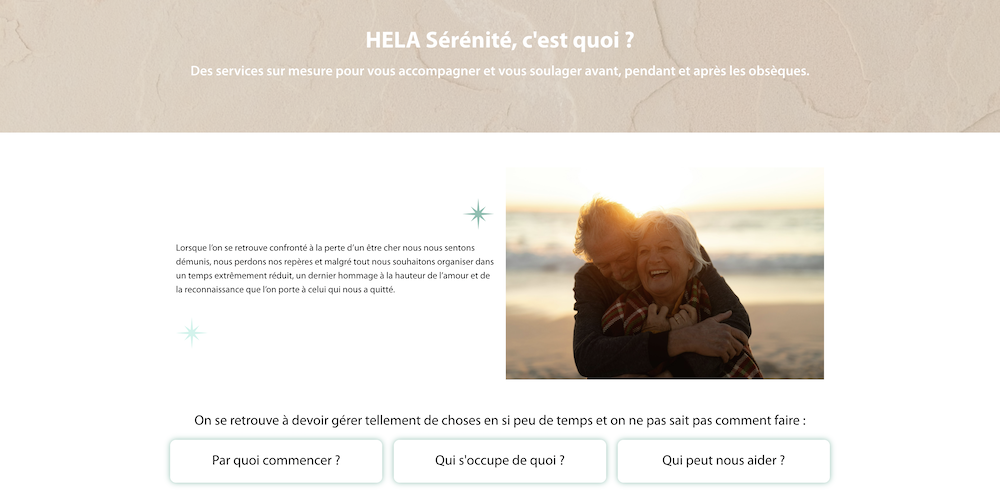 HELA Sérénité, c'est quoi ?
Des services sur mesure pour vous accompagner et vous soulager avant, pendant et après les obsèques.
Lorsque l'on se retrouve confronté à la perte d'un être cher nous nous sentons
démunis, nous perdons nos repères et malgré tout nous souhaitons organiser dans
un temps extrêmement réduit, un dernier hommage à la hauteur de l'amour et de
la reconnaissance que l'on porte à celui qui nous a quitté.
On se retrouve à devoir gérer tellement de choses en si peu de temps et on ne pas sait pas comment faire :
Par quoi commencer ?
Qui s'occupe de quoi ?
Qui peut nous aider ?